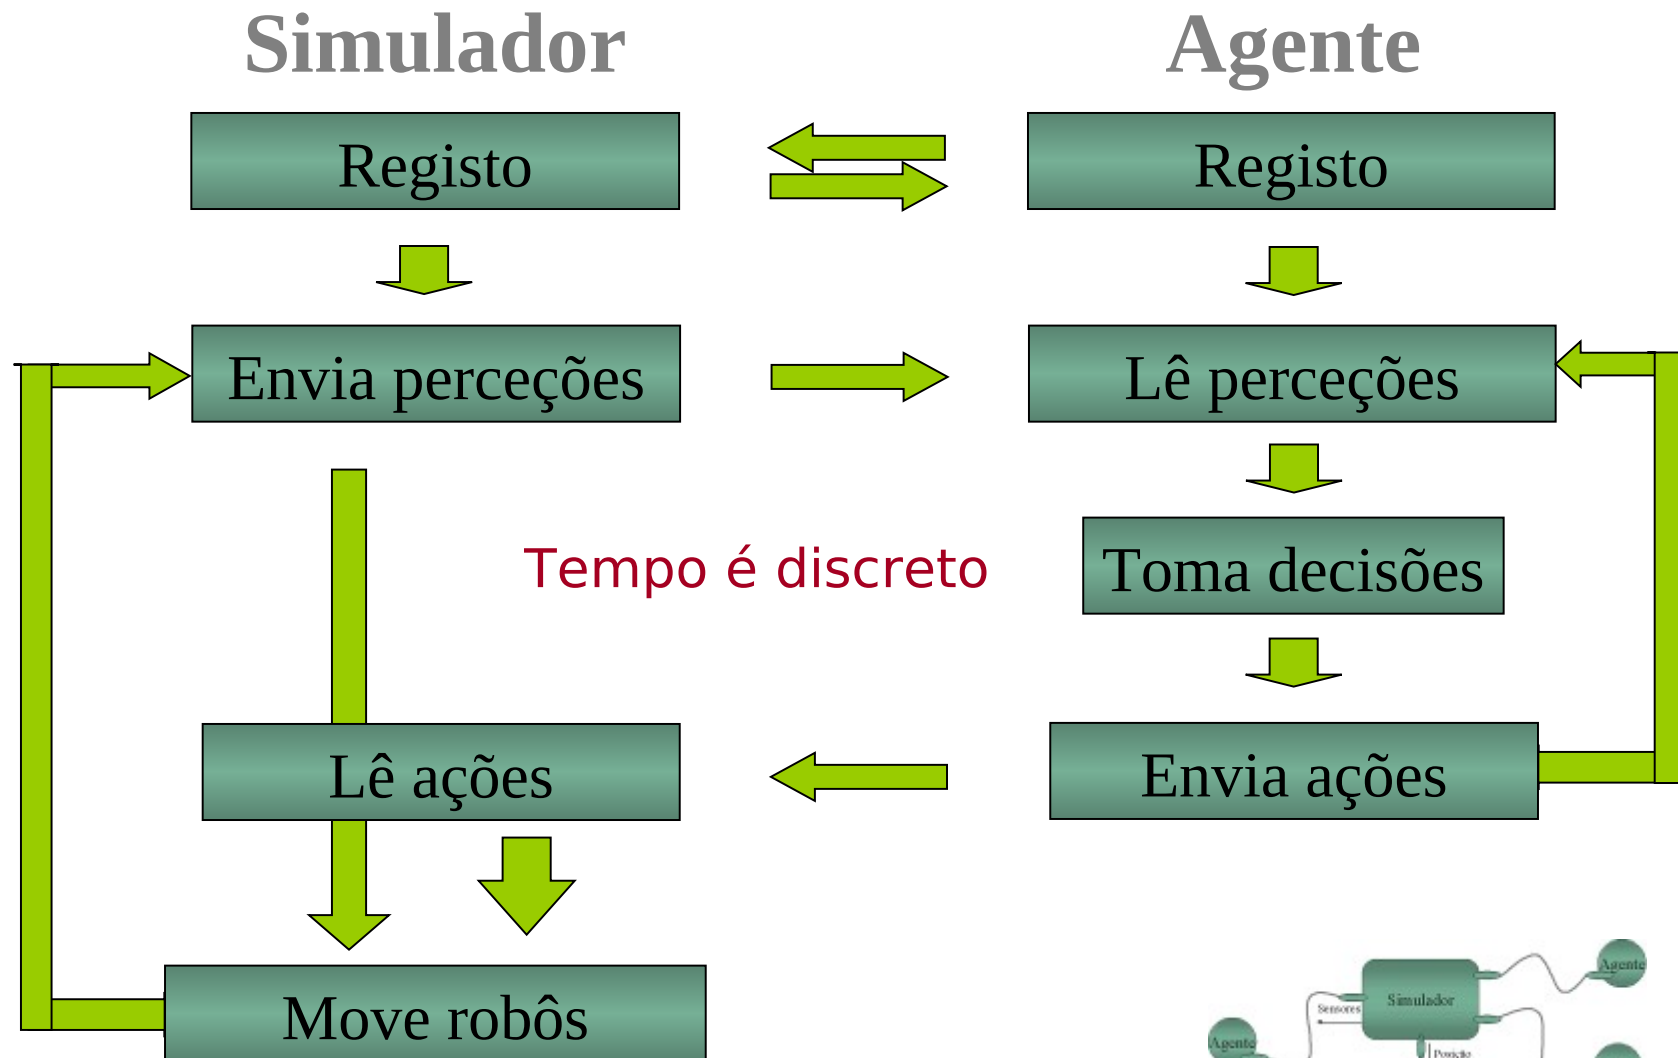 Simulador
Agente
Registo
Registo
Envia perceções
Lê perceções
Tempo é discreto
Toma decisões
Lê ações
Envia ações
Move robôs
Agente
Simulador
Sensores
Agente
Posição